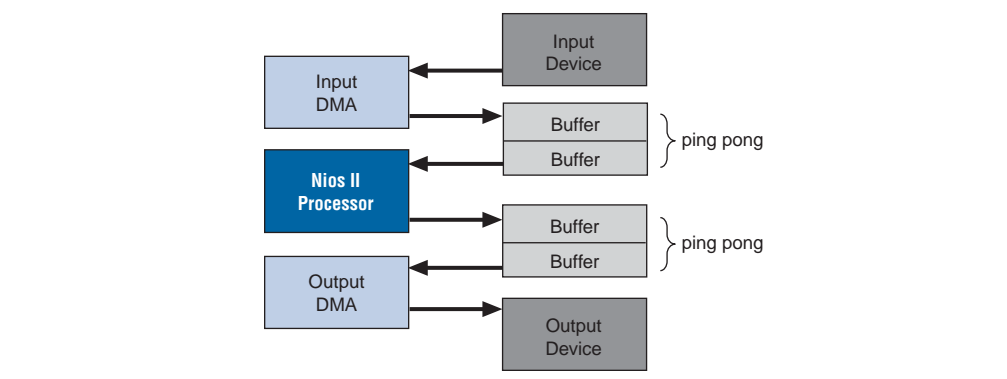 Input
Device
Input
DMA
Buffer
Buffer
ping pong
Nios II
Processor
Buffer
Buffer
ping pong
Output
DMA
Output
Device